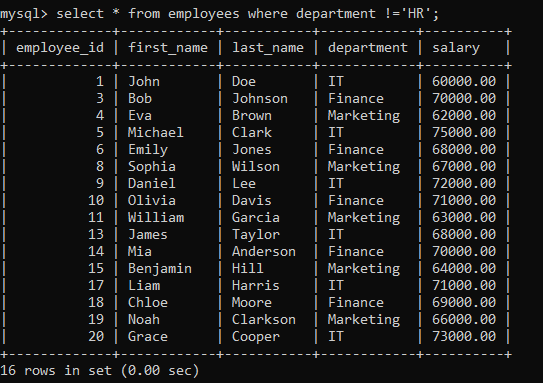 mysql> select * from employees where department !='HR';
+-------------+------------+-----------+------------+----------+
| employee_id | first_name | last_name | department | salary   |
+-------------+------------+-----------+------------+----------+
|           1 | John       | Doe       | IT         | 60000.00 |
|           3 | Bob        | Johnson   | Finance    | 70000.00 |
|           4 | Eva        | Brown     | Marketing  | 62000.00 |
|           5 | Michael    | Clark     | IT         | 75000.00 |
|           6 | Emily      | Jones     | Finance    | 68000.00 |
|           8 | Sophia     | Wilson    | Marketing  | 67000.00 |
|           9 | Daniel     | Lee       | IT         | 72000.00 |
|          10 | Olivia     | Davis     | Finance    | 71000.00 |
|          11 | William    | Garcia    | Marketing  | 63000.00 |
|          13 | James      | Taylor    | IT         | 68000.00 |
|          14 | Mia        | Anderson  | Finance    | 70000.00 |
|          15 | Benjamin   | Hill      | Marketing  | 64000.00 |
|          17 | Liam       | Harris    | IT         | 71000.00 |
|          18 | Chloe      | Moore     | Finance    | 69000.00 |
|          19 | Noah       | Clarkson  | Marketing  | 66000.00 |
|          20 | Grace      | Cooper    | IT         | 73000.00 |
+-------------+------------+-----------+------------+----------+
16 rows in set (0.00 sec)